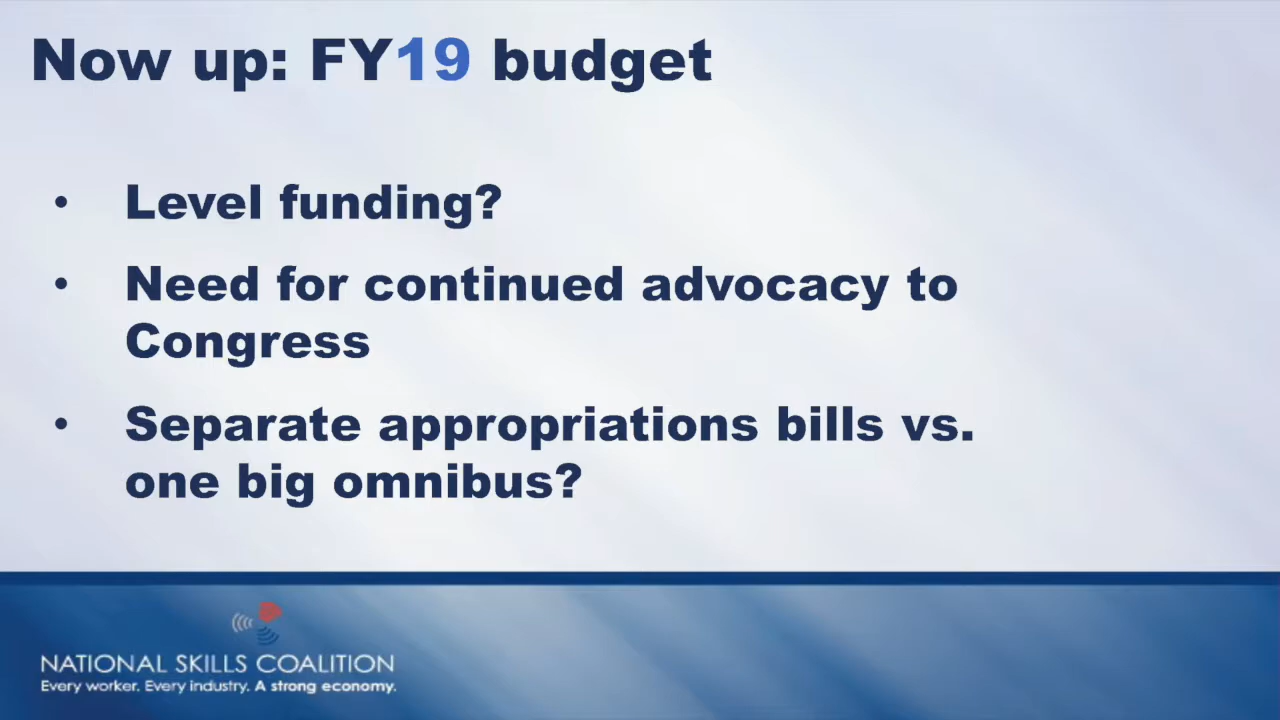 Now up: FY19 budget
• Level funding?
• Need for continued advocacy to
Congress
• Separate appropriations bills vs.
one big omnibus?
NATIONAL SKILLS COALITION
Every worker. Every industry. A strong economy.